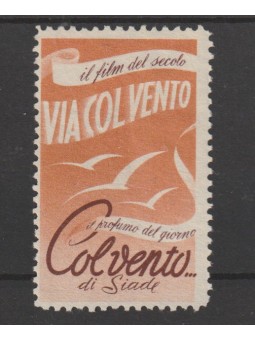 il film del secolo
VIA COL VENTO
il profumo del giorno
Colvento...
di Siade